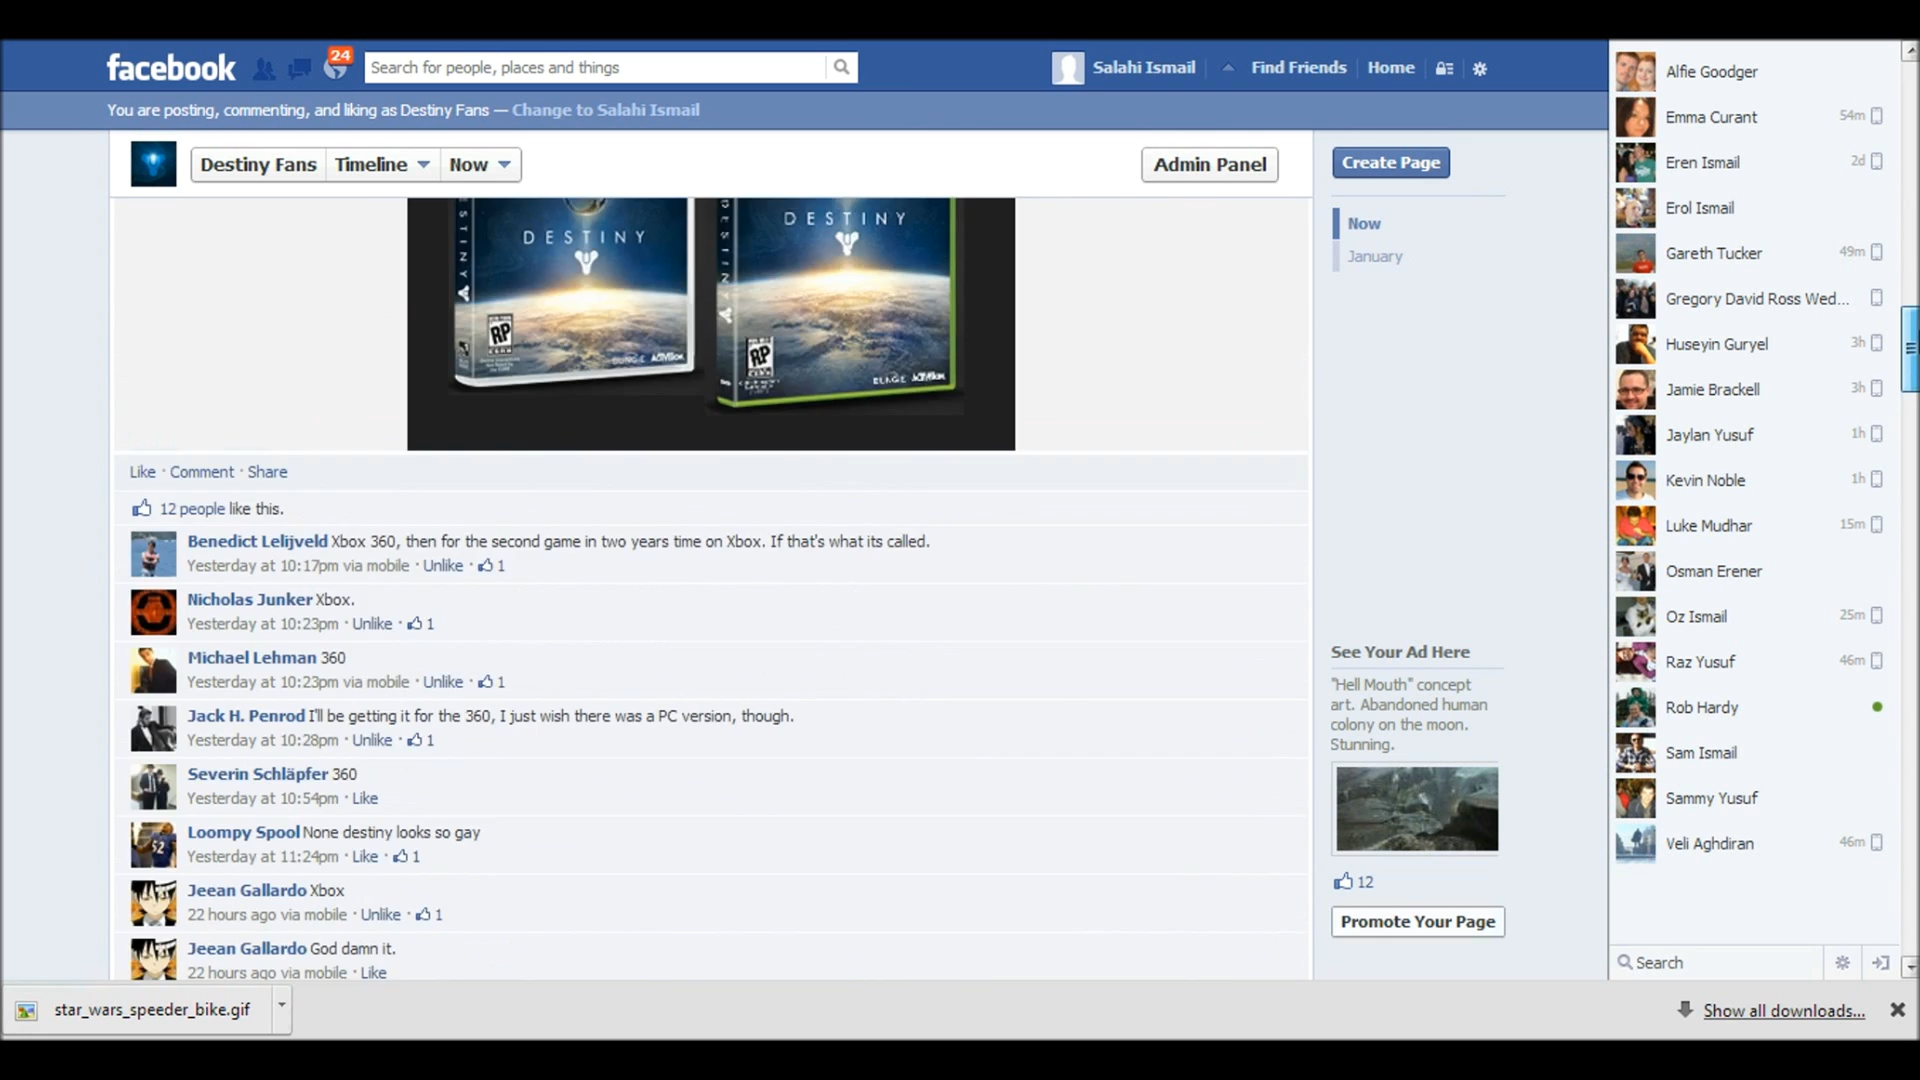 facebook
24
Search for people, places and things
Salahi Ismail
Find Friends
Home
You are posting, commenting, and liking as Destiny Fans — Change to Salahi Ismail
Destiny Fans
Timeline
Now
Admin Panel
DESTINY
DESTINY
DESTINY
DESTINY
RP
RP
BUNGIE ACTIVISION
BUNGIE ACTIVISION
Like · Comment · Share
12 people like this.
Benedict Lelijveld Xbox 360, then for the second game in two years time on Xbox. If that's what its called.
Yesterday at 10:17pm via mobile · Unlike · 1
Nicholas Junker Xbox.
Yesterday at 10:23pm · Unlike · 1
Michael Lehman 360
Yesterday at 10:23pm via mobile · Unlike · 1
Jack H. Penrod I'll be getting it for the 360, I just wish there was a PC version, though.
Yesterday at 10:28pm · Unlike · 1
Severin Schläpfer 360
Yesterday at 10:54pm · Like
Loompy Spool None destiny looks so gay
Yesterday at 11:24pm · Like · 1
Jeean Gallardo Xbox
22 hours ago via mobile · Unlike · 1
Jeean Gallardo God damn it.
22 hours ago via mobile · Like
Create Page
Now
January
See Your Ad Here
"Hell Mouth" concept
art. Abandoned human
colony on the moon.
Stunning.
12
Promote Your Page
Alfie Goodger
Emma Curant 54m
Eren Ismail 2d
Erol Ismail
Gareth Tucker 49m
Gregory David Ross Wed...
Huseyin Guryel 3h
Jamie Brackell 3h
Jaylan Yusuf 1h
Kevin Noble 1h
Luke Mudhar 15m
Osman Erener
Oz Ismail 25m
Raz Yusuf 46m
Rob Hardy
Sam Ismail
Sammy Yusuf
Veli Aghdiran 46m
Search
star_wars_speeder_bike.gif
Show all downloads...